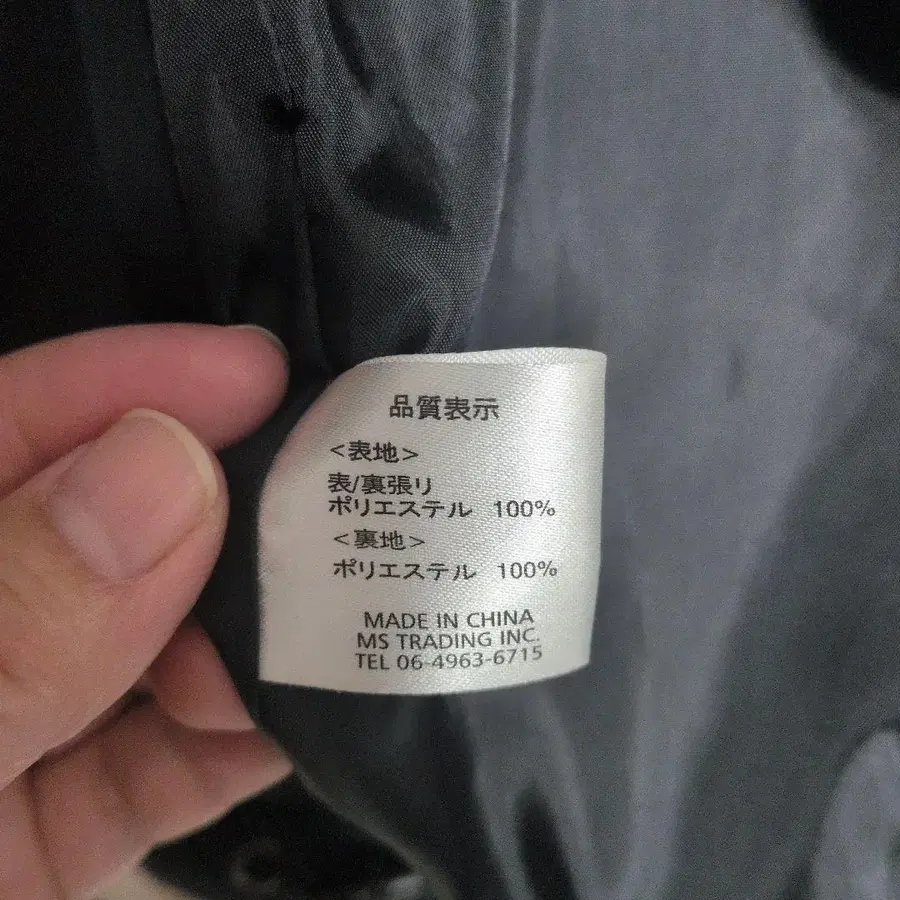 品質表示
<表地>
表/裏張り
ポリエステル 100%
<裏地>
ポリエステル 100%
MADE IN CHINA
MS TRADING INC.
TEL 06-4963-6715